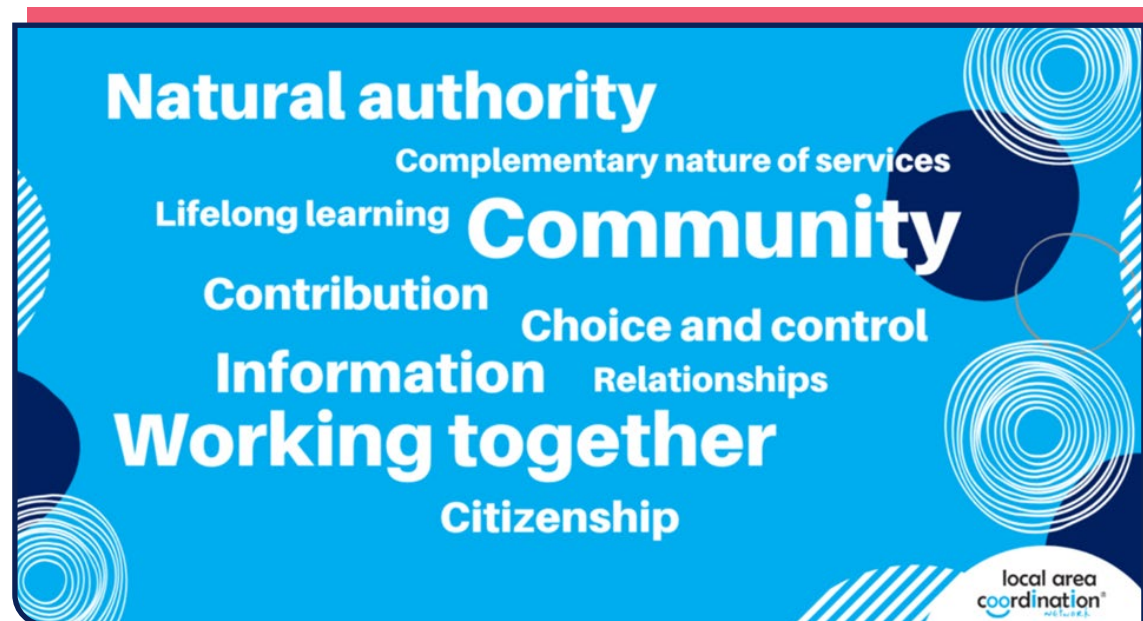 Natural authority
Complementary nature of services
Lifelong learning
Community
Contribution
Choice and control
Information
Relationships
Working together
Citizenship
local area
coordination®
network